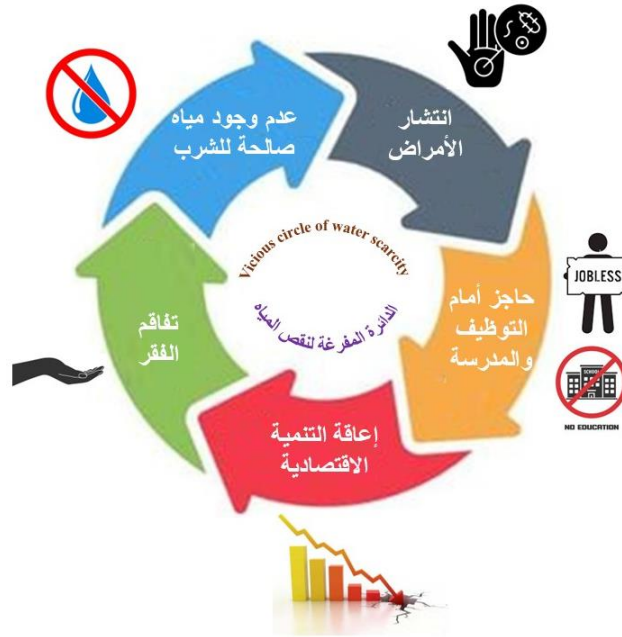 عدم وجود مياه
صالحة للشرب
انتشار
الأمراض
حاجز أمام
التوظيف
والمدرسة
JOBLESS
SCHOOL
NO EDUCATION
إعاقة التنمية
الاقتصادية
تفاقم
الفقر
Vicious circle of water scarcity
الدائرة المفرغة لنقص المياه